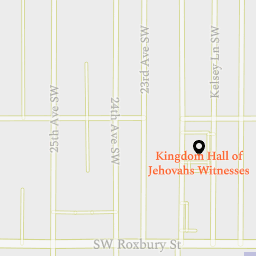 25th Ave SW
24th Ave SW
23rd Ave SW
Kelsey Ln SW
Kingdom Hall of
Jehovahs Witnesses
SW Roxbury St